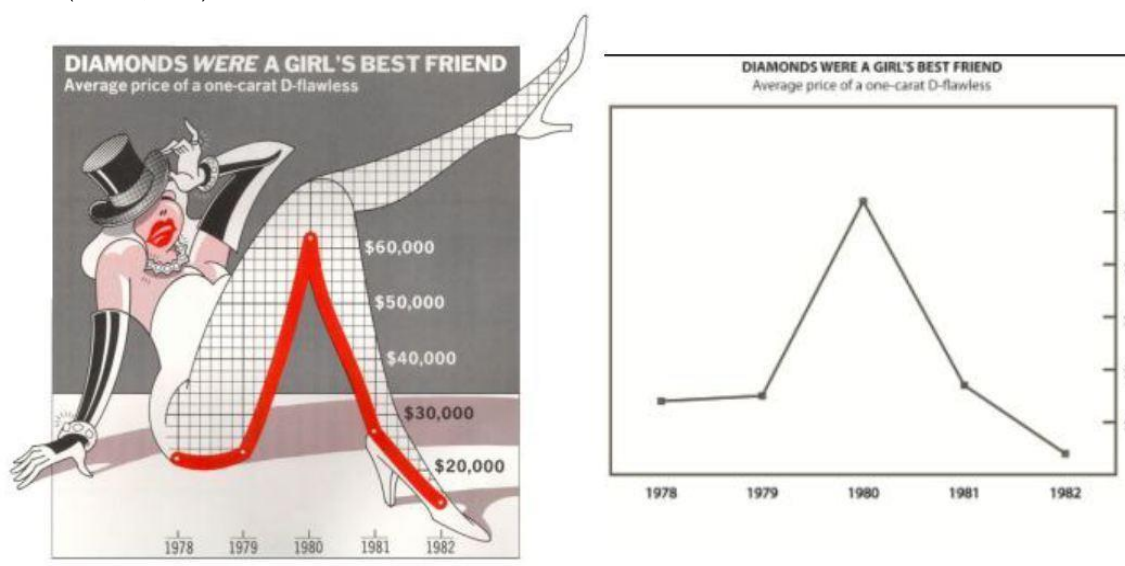 DIAMONDS WERE A GIRL'S BEST FRIEND
Average price of a one-carat D-flawless
$60,000
$50,000
$40,000
$30,000
$20,000
1978 1979 1980 1981 1982
DIAMONDS WERE A GIRL'S BEST FRIEND
Average price of a one-carat D-flawless
1978 1979 1980 1981 1982